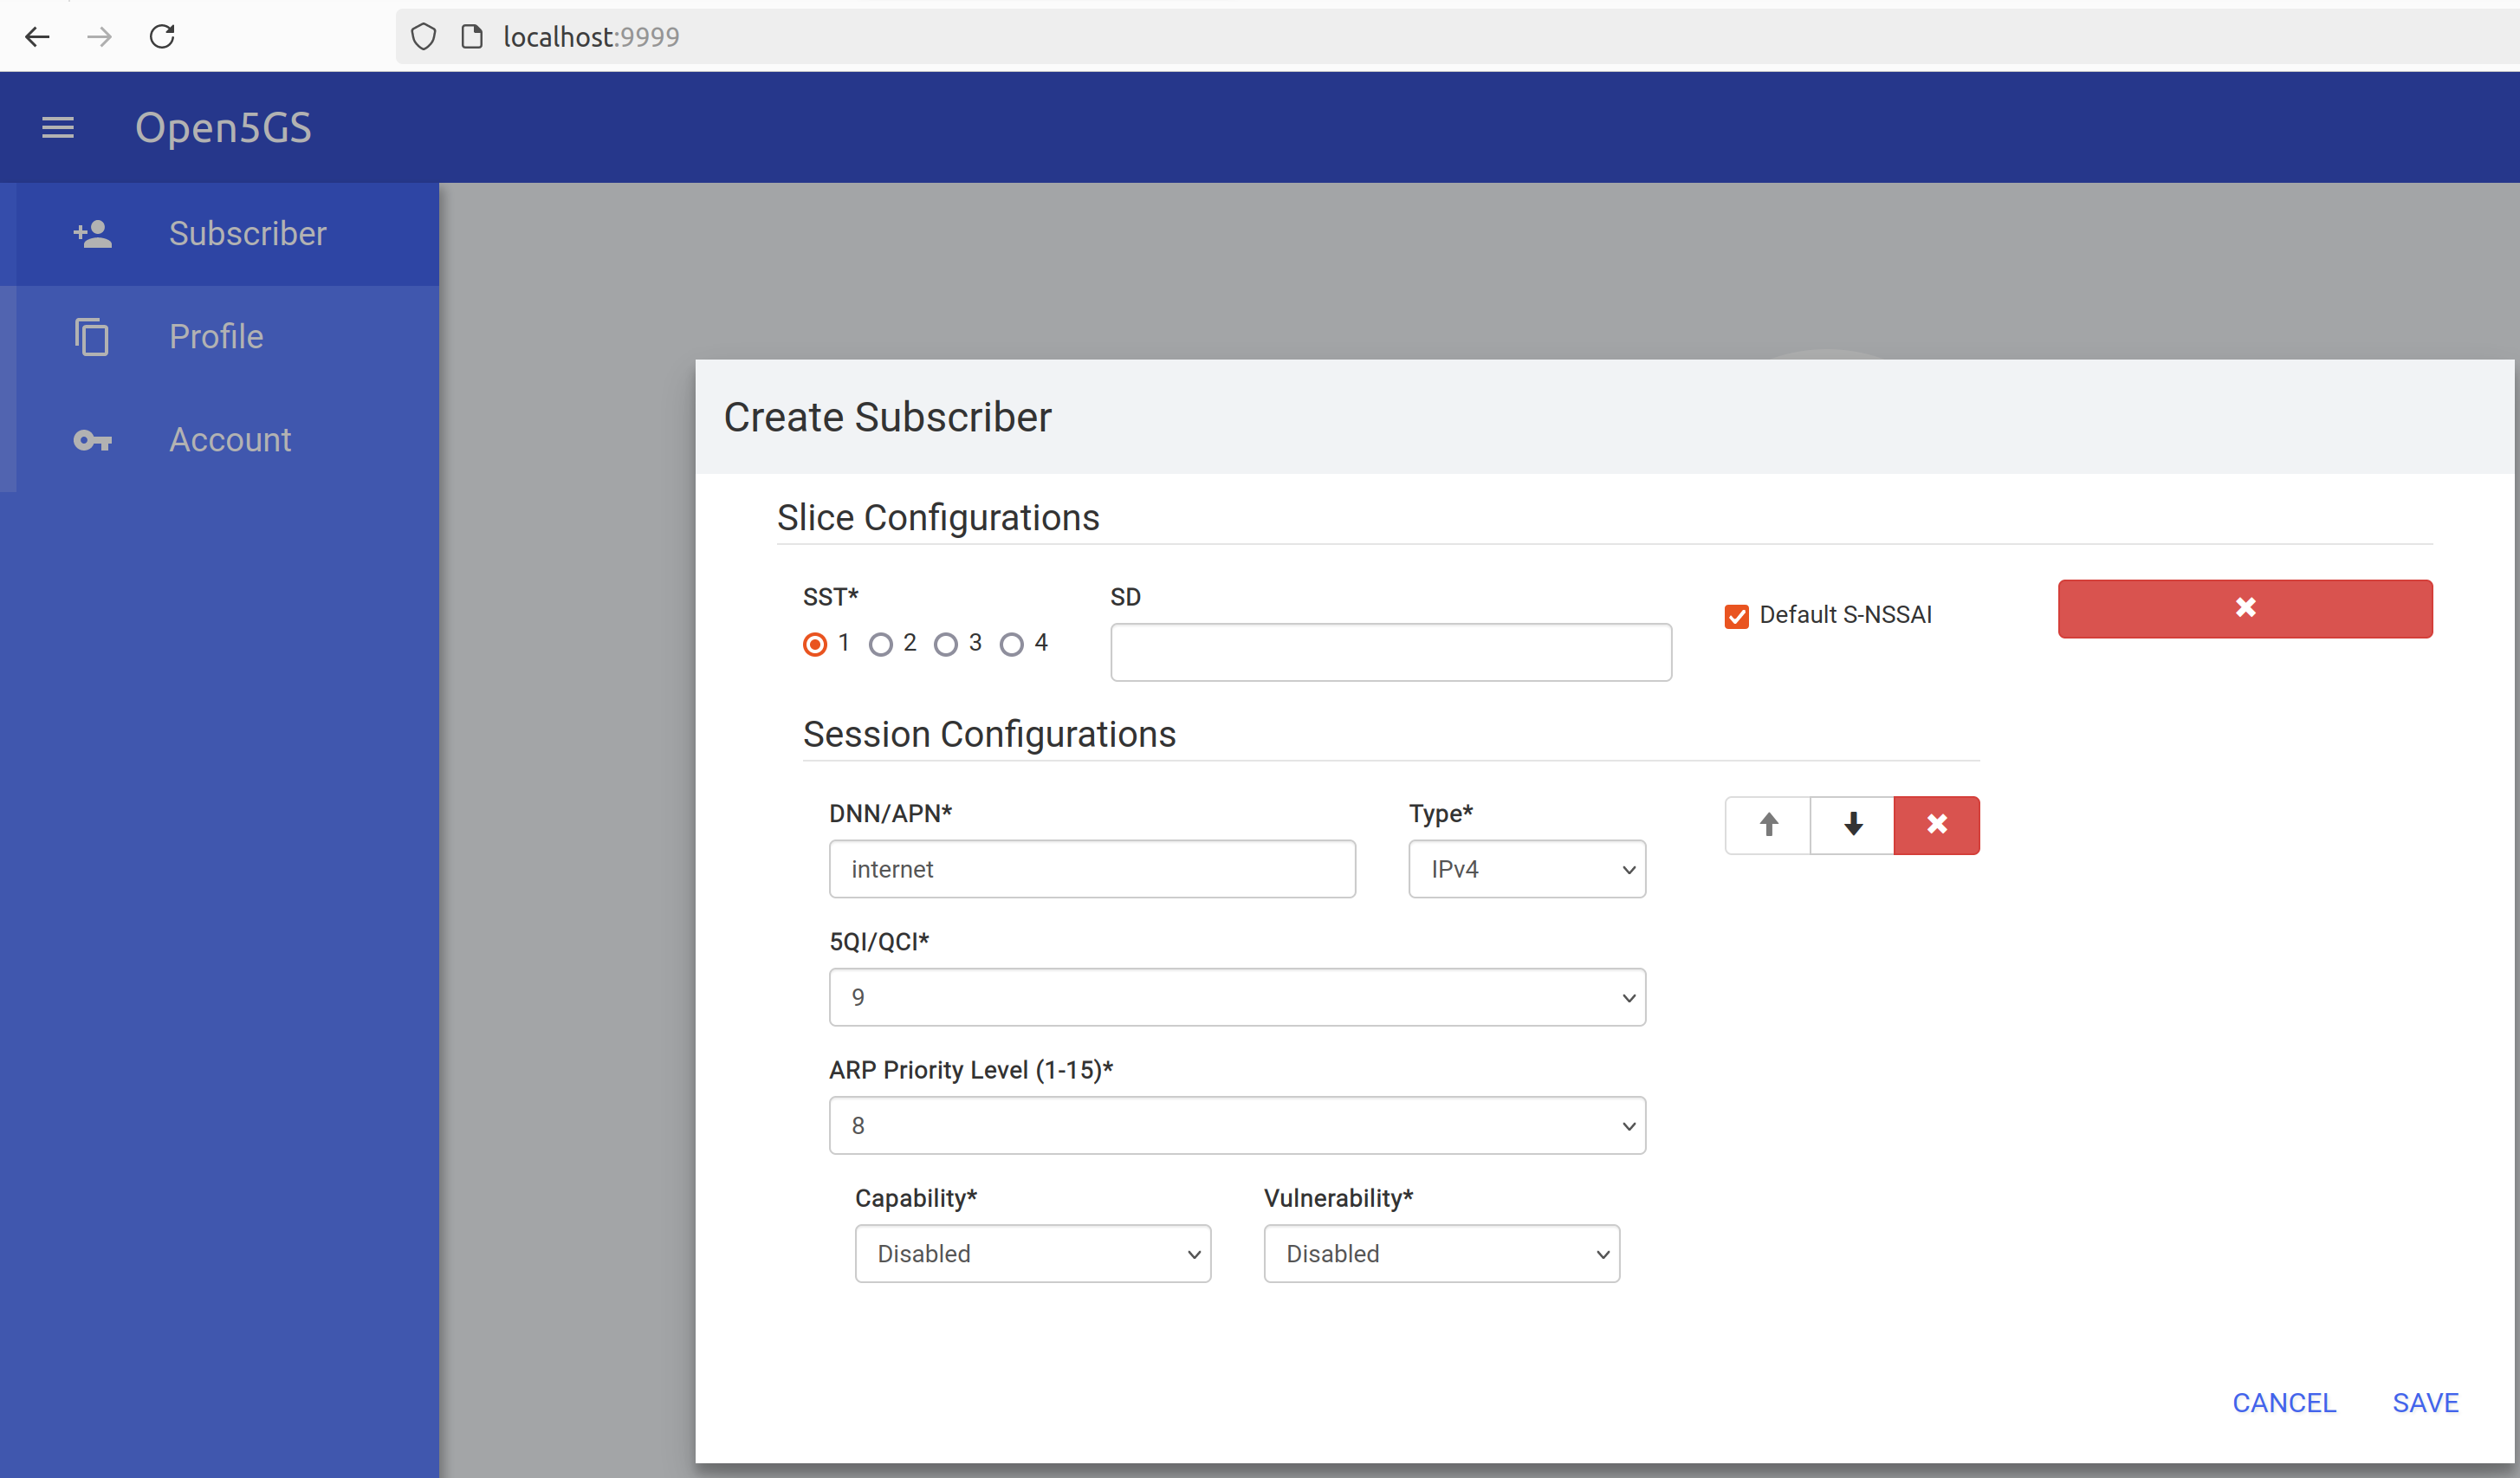 localhost:9999
Open5GS
Subscriber
Profile
Account
Create Subscriber
Slice Configurations
SST*
SD
1 2 3 4
Default S-NSSAI
Session Configurations
DNN/APN*
Type*
internet
IPv4
5QI/QCI*
9
ARP Priority Level (1-15)*
8
Capability*
Vulnerability*
Disabled
Disabled
CANCEL
SAVE